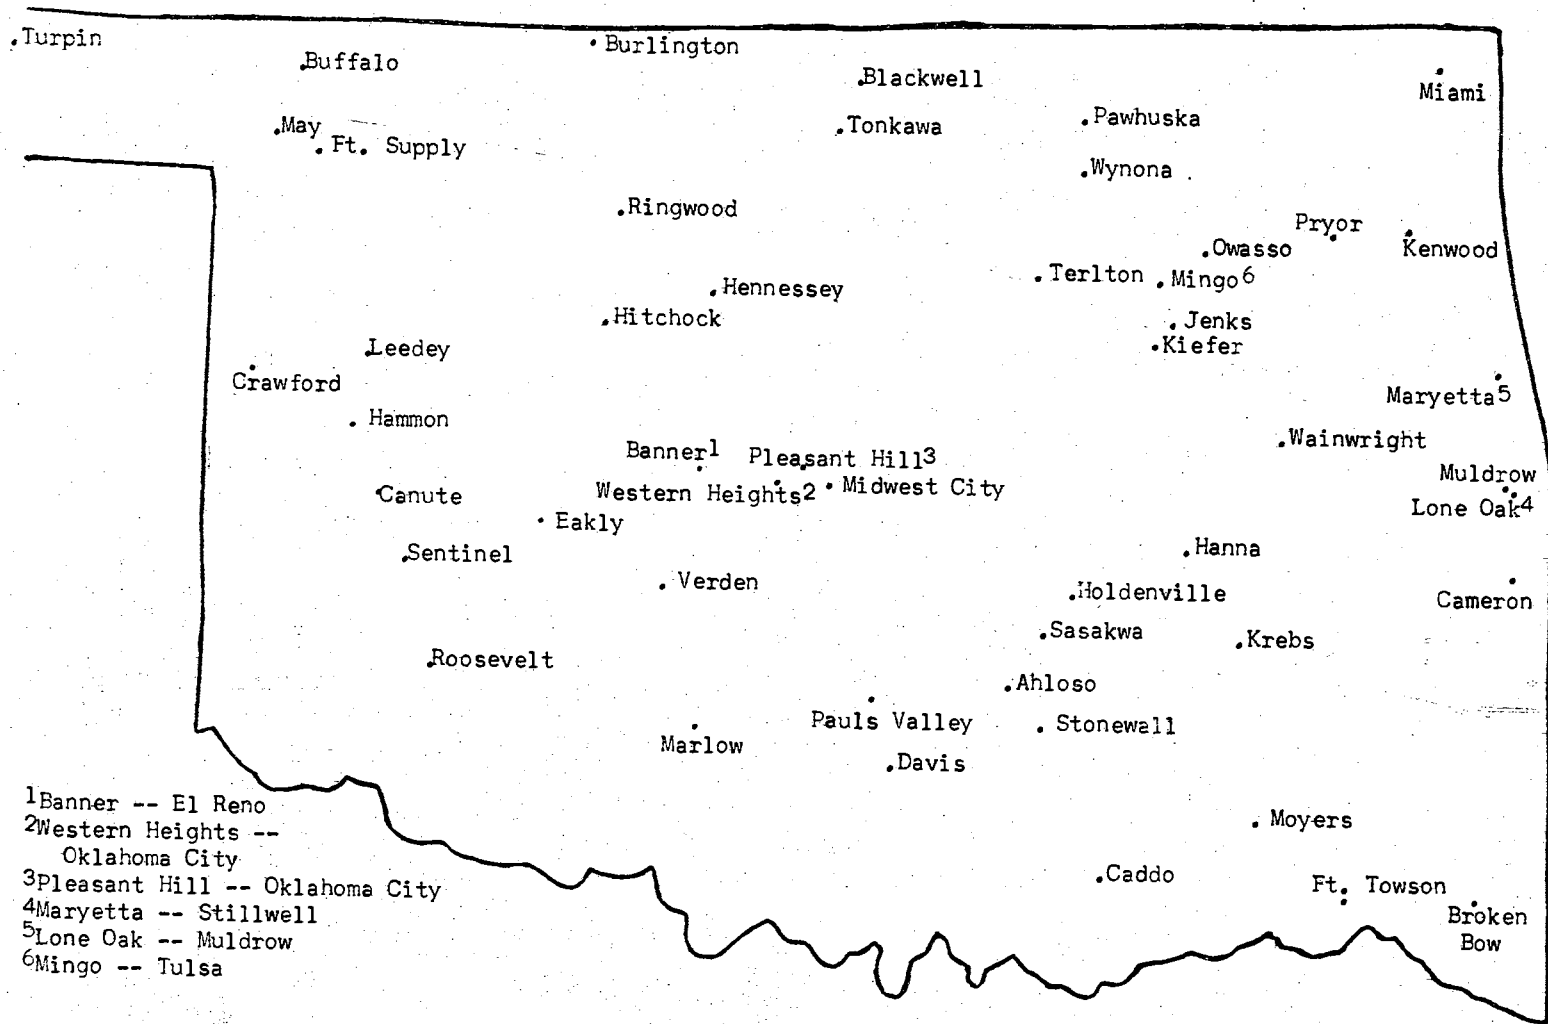 Turpin
Burlington
Buffalo
Blackwell
Miami
May
Tonkawa
Pawhuska
Ft. Supply
Wynona
Ringwood
Pryor
Owasso
Kenwood
Terlton
Mingo6
Hennessey
Hitchock
Jenks
Kiefer
Leedey
Crawford
Maryetta5
Hammon
Wainwright
Banner1
Pleasant Hill3
Muldrow
Western Heights2
Midwest City
Canute
Lone Oak4
Eakly
Sentinel
Hanna
Verden
Holdenville
Cameron
Sasakwa
Krebs
Roosevelt
Ahloso
Pauls Valley
Stonewall
Marlow
Davis
Moyers
Caddo
Ft. Towson
Broken
Bow
1Banner -- El Reno
2Western Heights --
Oklahoma City
3Pleasant Hill -- Oklahoma City
4Maryetta -- Stillwell
5Lone Oak -- Muldrow
6Mingo -- Tulsa